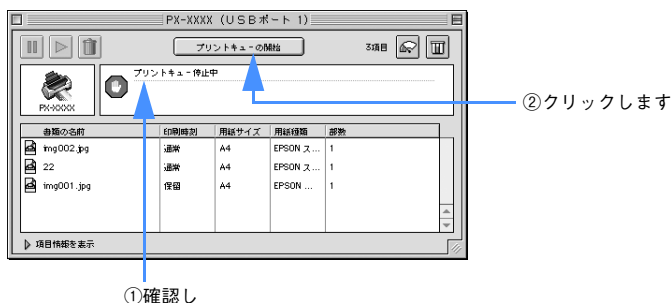 PX-XXXX (USBポート 1)
プリントキューの開始
3項目
プリントキュー停止中
PX-XXXX
②クリックします
書類の名前 印刷時刻 用紙サイズ 用紙種類 部数
img002.jpg 通常 A4 EPSON ス... 1
22 通常 A4 EPSON ス... 1
img001.jpg 保留 A4 EPSON ... 1
項目情報を表示
①確認し